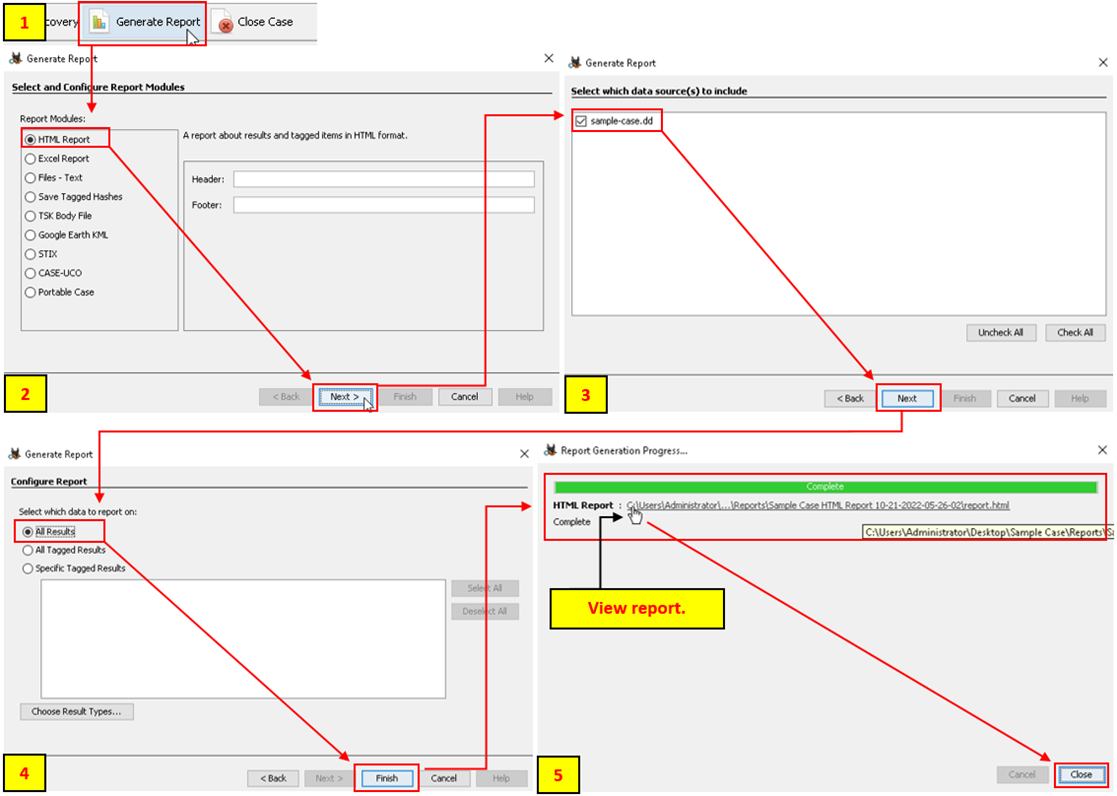 1
covery
Generate Report
Close Case
Generate Report
Select and Configure Report Modules
Report Modules:
HTML Report
Excel Report
Files - Text
Save Tagged Hashes
TSK Body File
Google Earth KML
STIX
CASE-UCO
Portable Case
A report about results and tagged items in HTML format.
Header:
Footer:
2
< Back
Next >
Finish
Cancel
Help
Generate Report
Select which data source(s) to include
sample-case.dd
Uncheck All
Check All
3
< Back
Next
Finish
Cancel
Help
Generate Report
Configure Report
Select which data to report on:
All Results
All Tagged Results
Specific Tagged Results
Select All
Deselect All
Choose Result Types...
4
< Back
Next >
Finish
Cancel
Help
Report Generation Progress...
Complete
HTML Report : C:\Users\Administrator\...\Reports\Sample Case HTML Report 10-21-2022-05-26-02\report.html
Complete
C:\Users\Administrator\Desktop\Sample Case\Reports\Sa
View report.
5
Cancel
Close